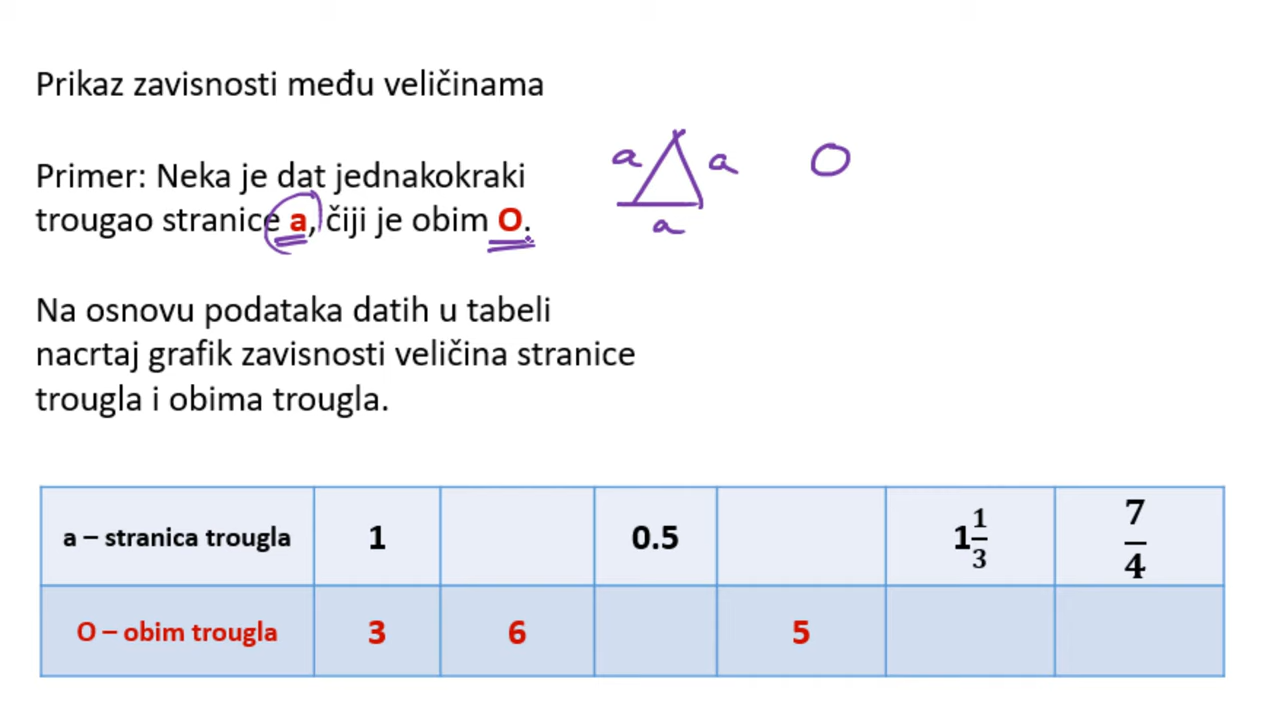 Prikaz zavisnosti među veličinama
Primer: Neka je dat jednakokraki
trougao stranice a, čiji je obim O.
a a O
a
Na osnovu podataka datih u tabeli
nacrtaj grafik zavisnosti veličina stranice
trougla i obima trougla.
a – stranica trougla 1 0.5 1 1/3 7/4
O – obim trougla 3 6 5